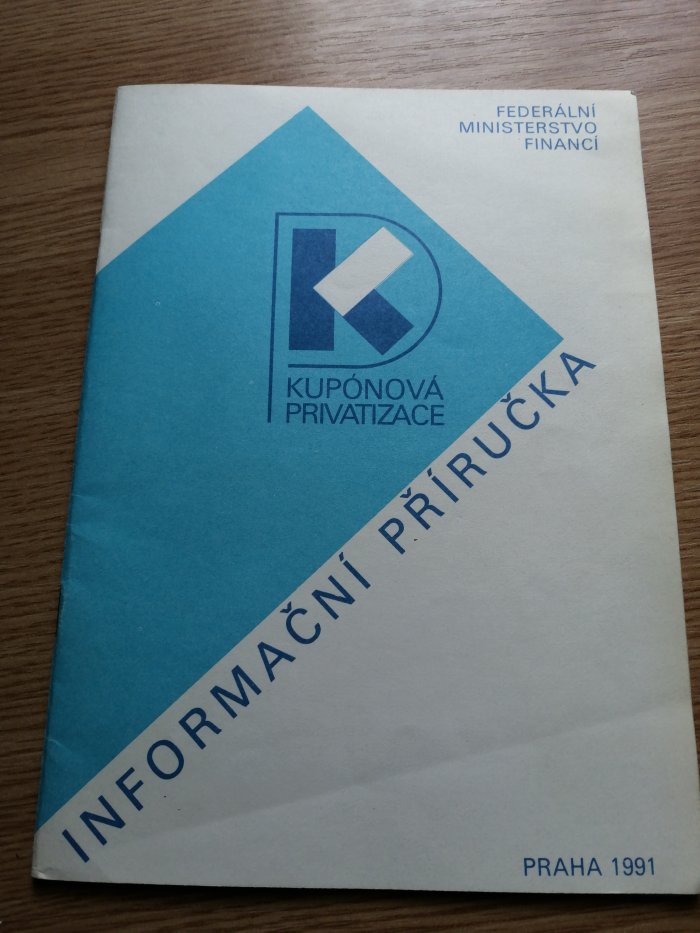 FEDERÁLNÍ
MINISTERSTVO
FINANCÍ
KUPÓNOVÁ
PRIVATIZACE
INFORMAČNÍ PŘÍRUČKA
PRAHA 1991